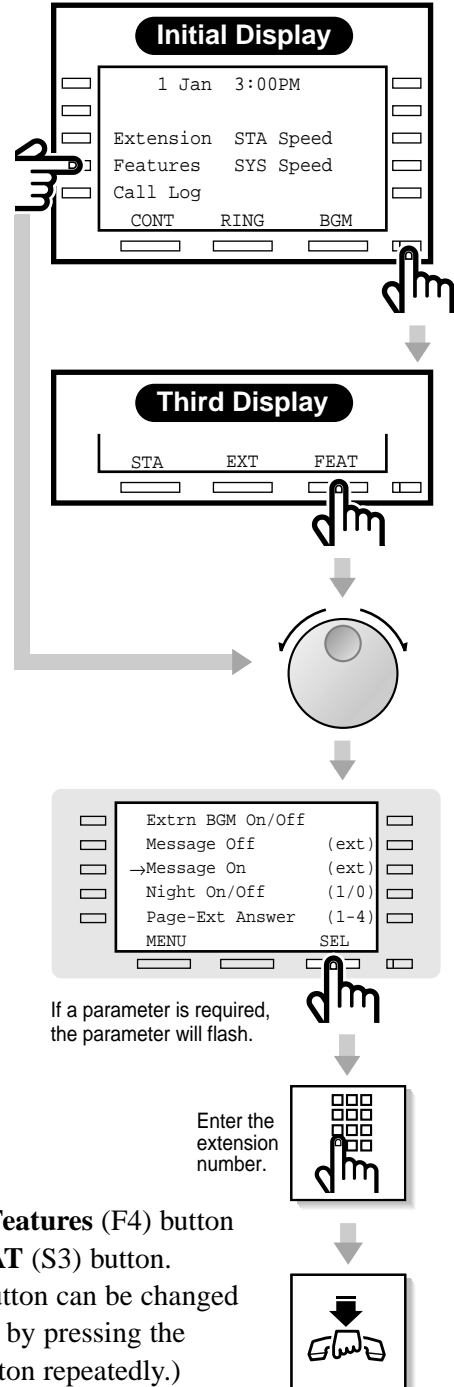 Initial Display
1 Jan 3:00PM
Extension STA Speed
Features SYS Speed
Call Log
CONT RING BGM
Third Display
STA EXT FEAT
Extrn BGM On/Off
Message Off (ext)
→Message On (ext)
Night On/Off (1/0)
Page-Ext Answer (1-4)
MENU SEL
If a parameter is required,
the parameter will flash.
Enter the
extension
number.
Features (F4) button
AT (S3) button.
utton can be changed
by pressing the
tton repeatedly.)